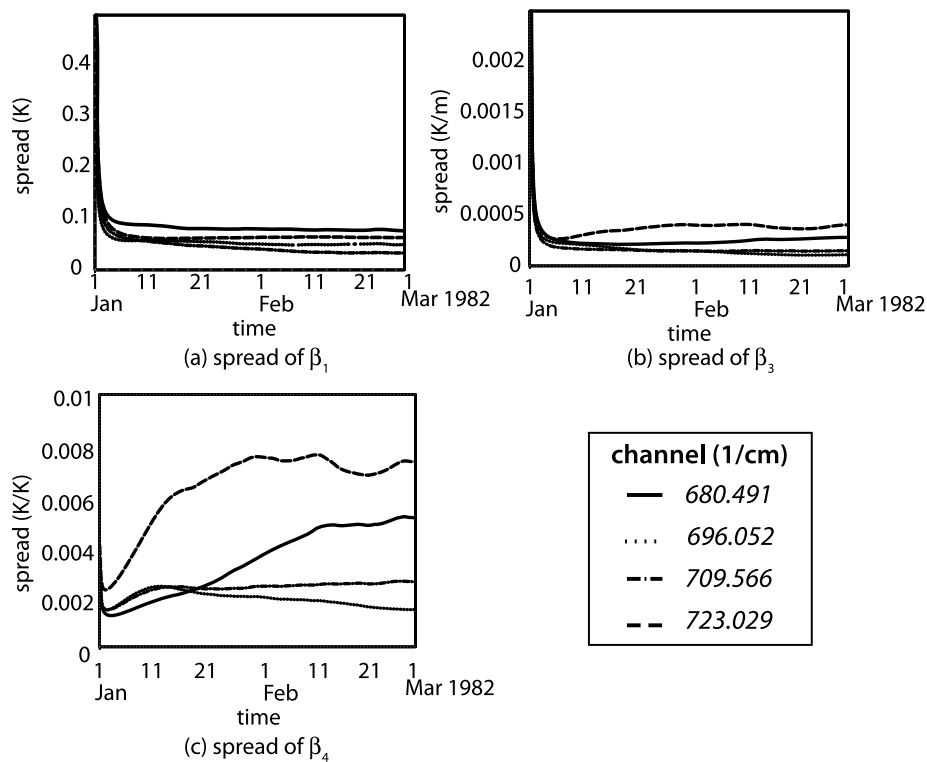 0.4
0.3
0.2
0.1
0
spread (K)
1 11 21 1 11 21 1
Jan Feb Mar 1982
time
(a) spread of β₁
0.002
0.0015
0.001
0.0005
0
spread (K/m)
1 11 21 1 11 21 1
Jan Feb Mar 1982
time
(b) spread of β₃
0.01
0.008
0.006
0.004
0.002
0
spread (K/K)
1 11 21 1 11 21 1
Jan Feb Mar 1982
time
(c) spread of β₄
channel (1/cm)
680.491
696.052
709.566
723.029